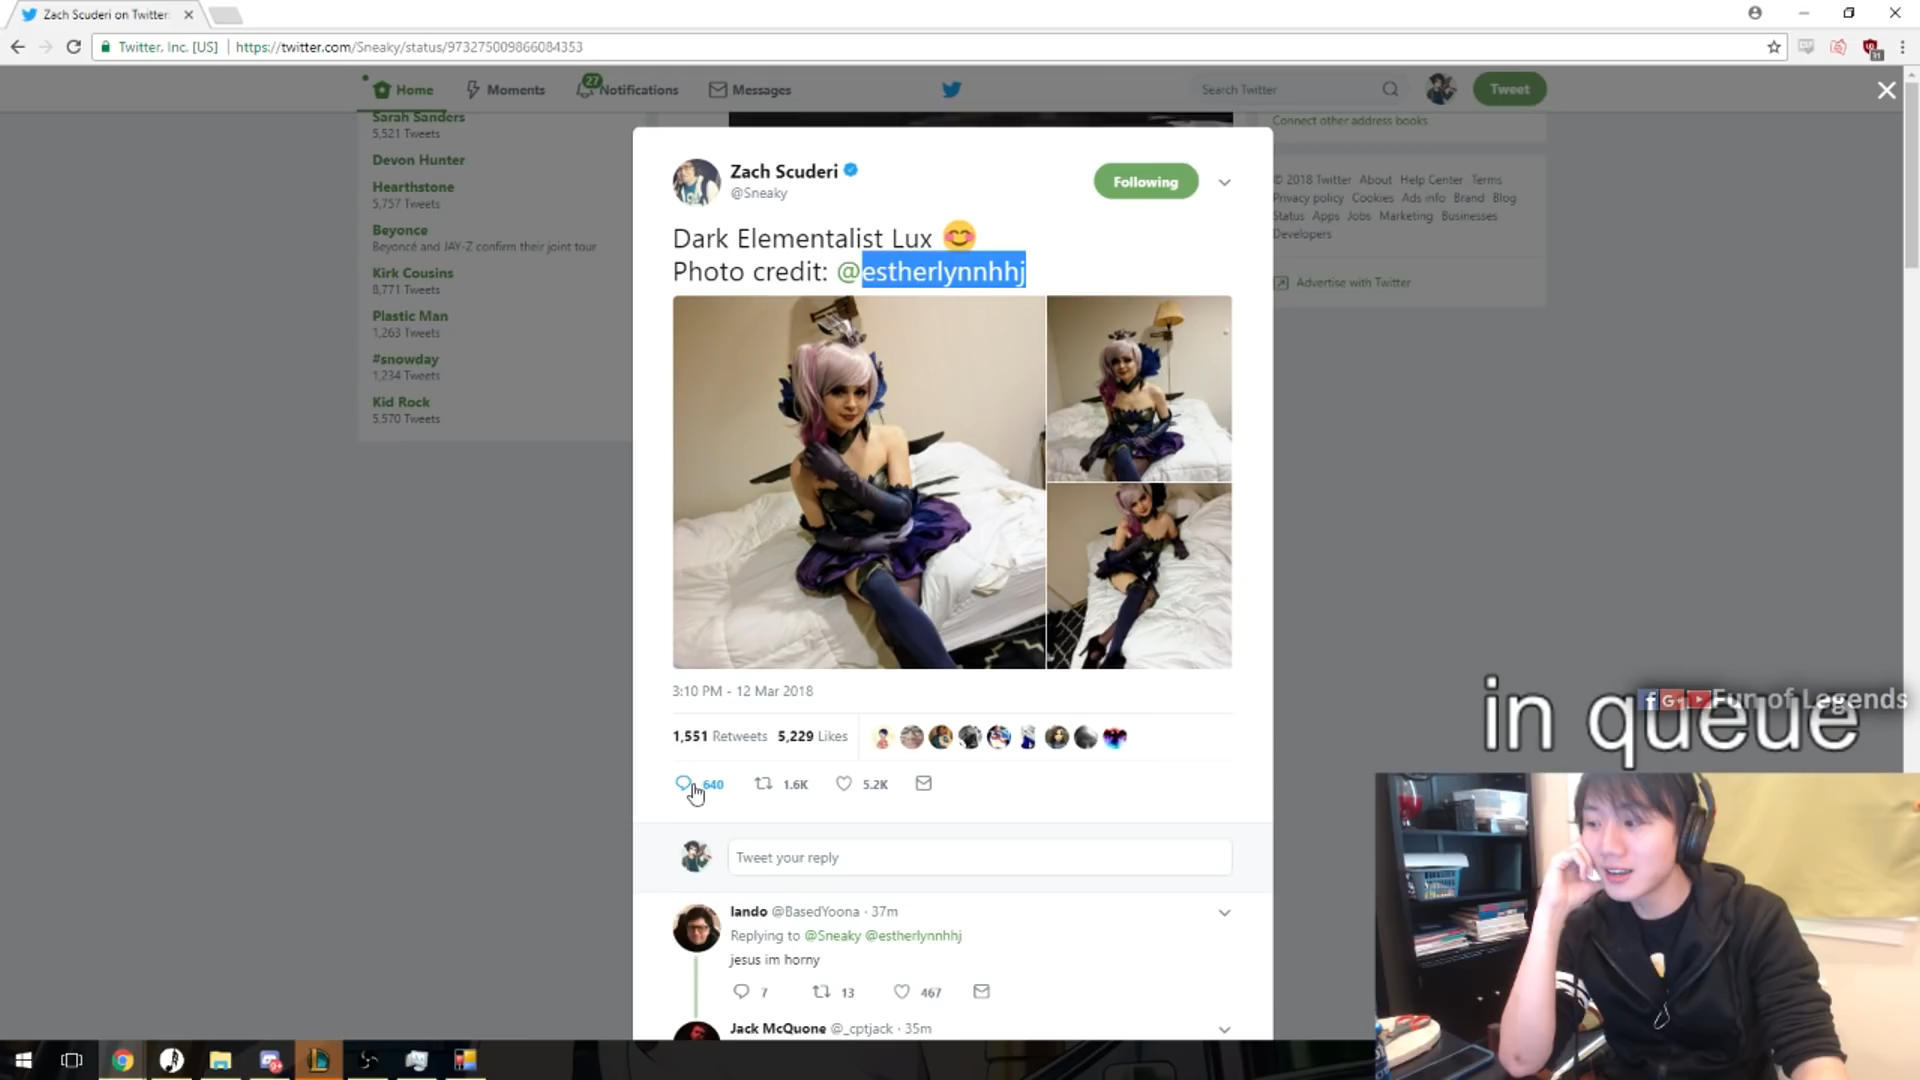 Zach Scuderi on Twitter:
Twitter, Inc. [US]
https://twitter.com/Sneaky/status/973275009866084353
Home
Moments
27
Notifications
Messages
Search Twitter
Tweet
Sarah Sanders
5,521 Tweets
Devon Hunter
Hearthstone
5,757 Tweets
Beyonce
Beyoncé and JAY-Z confirm their joint tour
Kirk Cousins
8,771 Tweets
Plastic Man
1,263 Tweets
#snowday
1,234 Tweets
Kid Rock
5,570 Tweets
Zach Scuderi
@Sneaky
Following
Dark Elementalist Lux 😊
Photo credit: @estherlynnhhj
3:10 PM - 12 Mar 2018
1,551 Retweets 5,229 Likes
640
1.6K
5.2K
Tweet your reply
lando @BasedYoona · 37m
Replying to @Sneaky @estherlynnhhj
jesus im horny
7
13
467
Jack McQuone @_cptjack · 35m
Connect other address books
© 2018 Twitter About Help Center Terms
Privacy policy Cookies Ads info Brand Blog
Status Apps Jobs Marketing Businesses
Developers
Advertise with Twitter
in queue
Fun of Legends